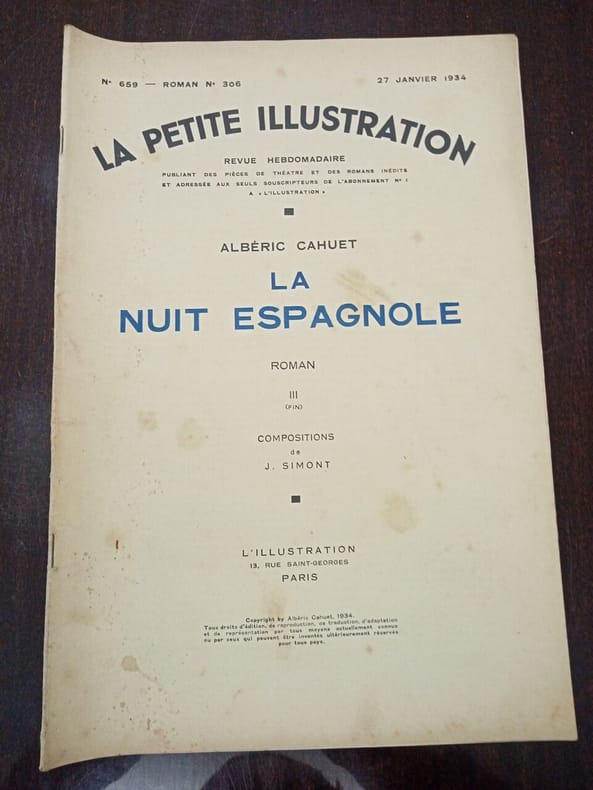 N° 659 — ROMAN N° 306
27 JANVIER 1934
LA PETITE ILLUSTRATION
REVUE HEBDOMADAIRE
PUBLIANT DES PIÈCES DE THÉATRE ET DES ROMANS INÉDITS
ET ADRESSÉE AUX SEULS SOUSCRIPTEURS DE L'ABONNEMENT N° 1
A « L'ILLUSTRATION »
ALBÉRIC CAHUET
LA
NUIT ESPAGNOLE
ROMAN
III
(FIN)
COMPOSITIONS
de
J. SIMONT
L'ILLUSTRATION
13, RUE SAINT-GEORGES
PARIS
Copyright by Albéric Cahuet, 1934.
Tous droits d'édition, de reproduction, de traduction, d'adaptation
et de représentation par tous moyens actuellement connus
ou par ceux qui peuvent être inventés ultérieurement réservés
pour tous pays.